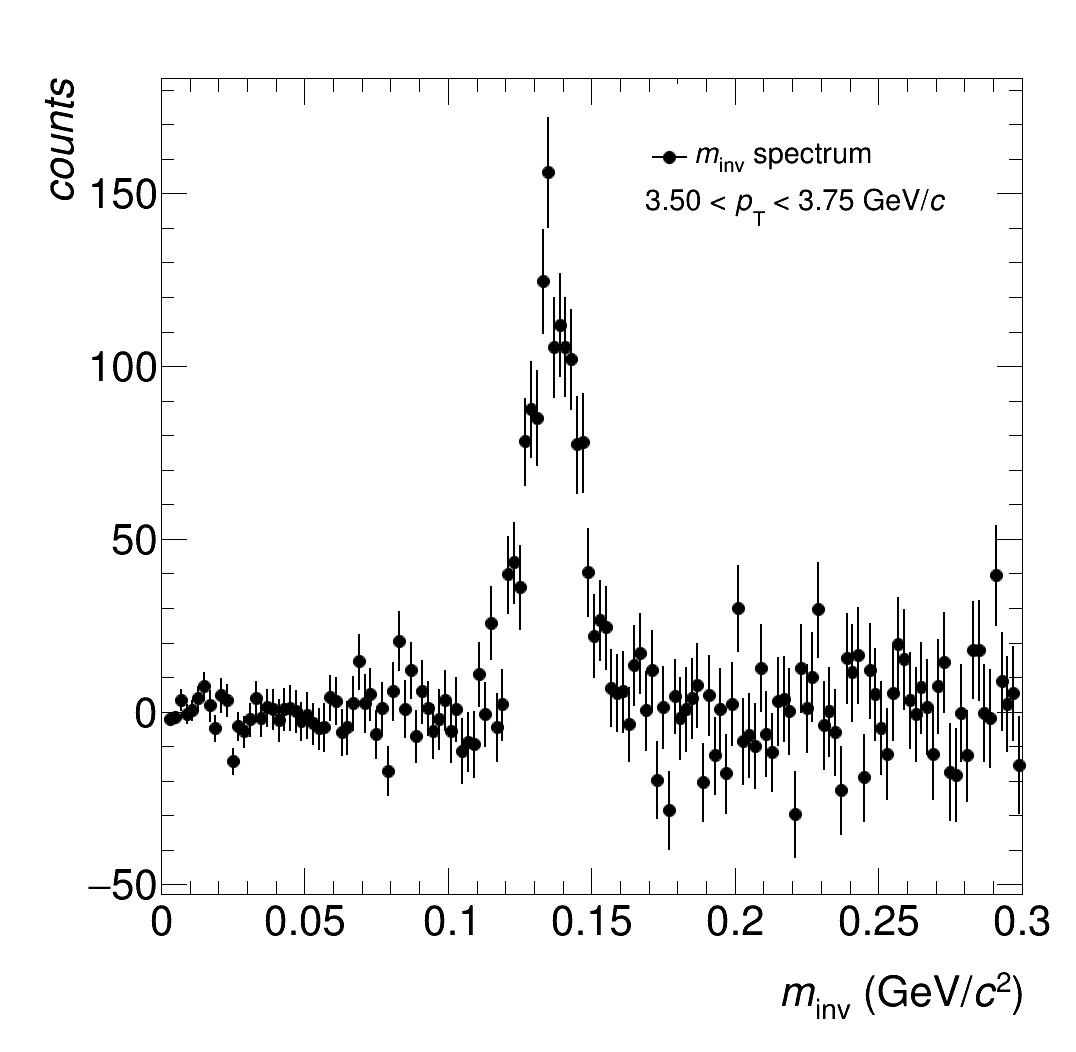 counts
150
100
50
0
−50
0 0.05 0.1 0.15 0.2 0.25 0.3
m_inv spectrum
3.50 < p_T < 3.75 GeV/c
m_inv (GeV/c²)